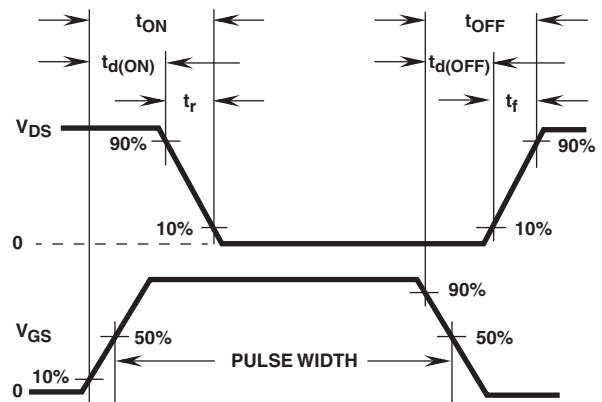 tON tOFF
td(ON) td(OFF)
tr tf
VDS
90% 90%
10% 10%
0
90%
VGS 50% 50%
PULSE WIDTH
10%
0